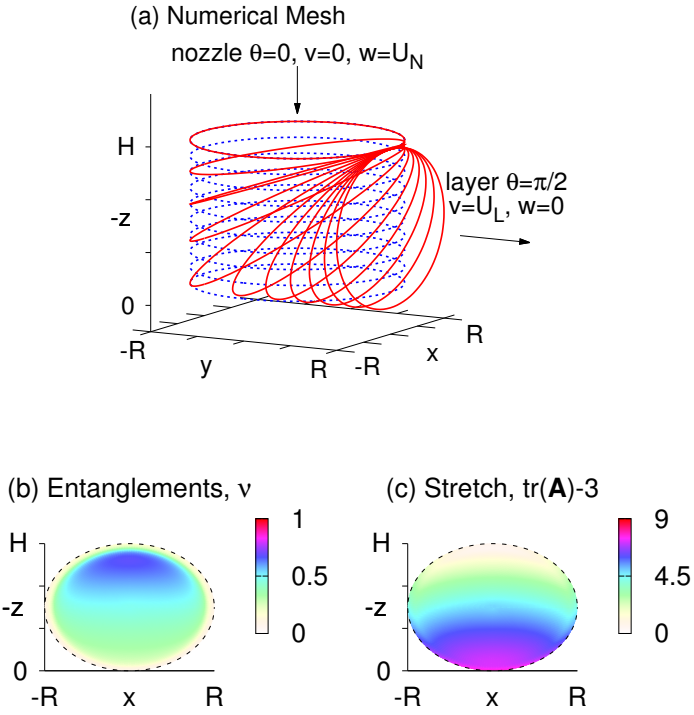 (a) Numerical Mesh
nozzle θ=0, v=0, w=U_N
H
layer θ=π/2
v=U_L, w=0
-z
0
-R
y
R
-R
x
R
(b) Entanglements, ν
H
-z
0
-R
x
R
1
0.5
0
(c) Stretch, tr(A)-3
H
-z
0
-R
x
R
9
4.5
0